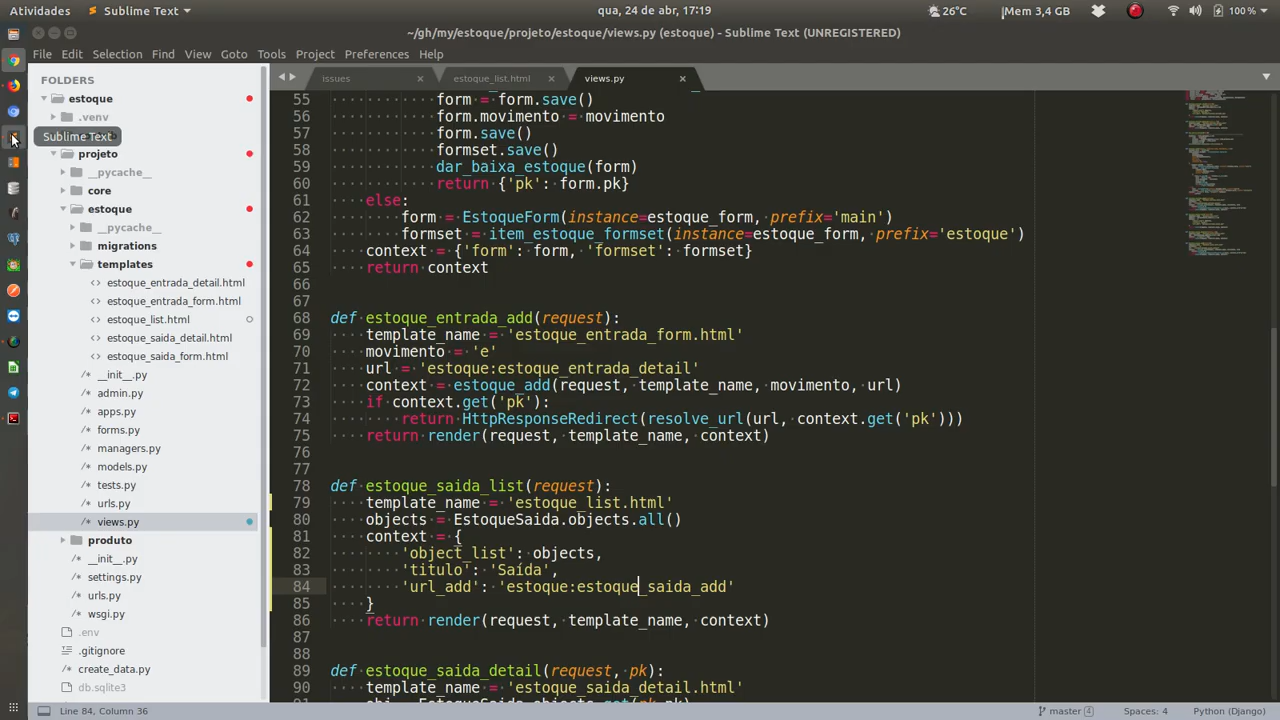 Atividades
Sublime Text
qua, 24 de abr, 17:19
26°C
Mem 3,4 GB
100 %
~/gh/my/estoque/projeto/estoque/views.py (estoque) - Sublime Text (UNREGISTERED)
File Edit Selection Find View Goto Tools Project Preferences Help
FOLDERS
estoque
.venv
Sublime Text
projeto
__pycache__
core
estoque
__pycache__
migrations
templates
estoque_entrada_detail.html
estoque_entrada_form.html
estoque_list.html
estoque_saida_detail.html
estoque_saida_form.html
__init__.py
admin.py
apps.py
forms.py
managers.py
models.py
tests.py
urls.py
views.py
produto
__init__.py
settings.py
urls.py
wsgi.py
.env
.gitignore
create_data.py
db.sqlite3
issues
estoque_list.html
views.py
55 form = form.save()
56 form.movimento = movimento
57 form.save()
58 formset.save()
59 dar_baixa_estoque(form)
60 return {'pk': form.pk}
61 else:
62 form = EstoqueForm(instance=estoque_form, prefix='main')
63 formset = item_estoque_formset(instance=estoque_form, prefix='estoque')
64 context = {'form': form, 'formset': formset}
65 return context
66
67
68 def estoque_entrada_add(request):
69 template_name = 'estoque_entrada_form.html'
70 movimento = 'e'
71 url = 'estoque:estoque_entrada_detail'
72 context = estoque_add(request, template_name, movimento, url)
73 if context.get('pk'):
74 return HttpResponseRedirect(resolve_url(url, context.get('pk')))
75 return render(request, template_name, context)
76
77
78 def estoque_saida_list(request):
79 template_name = 'estoque_list.html'
80 objects = EstoqueSaida.objects.all()
81 context = {
82 'object_list': objects,
83 'titulo': 'Saída',
84 'url_add': 'estoque:estoque_saida_add'
85 }
86 return render(request, template_name, context)
87
88
89 def estoque_saida_detail(request, pk):
90 template_name = 'estoque_saida_detail.html'
Line 84, Column 36
master 4
Spaces: 4
Python (Django)